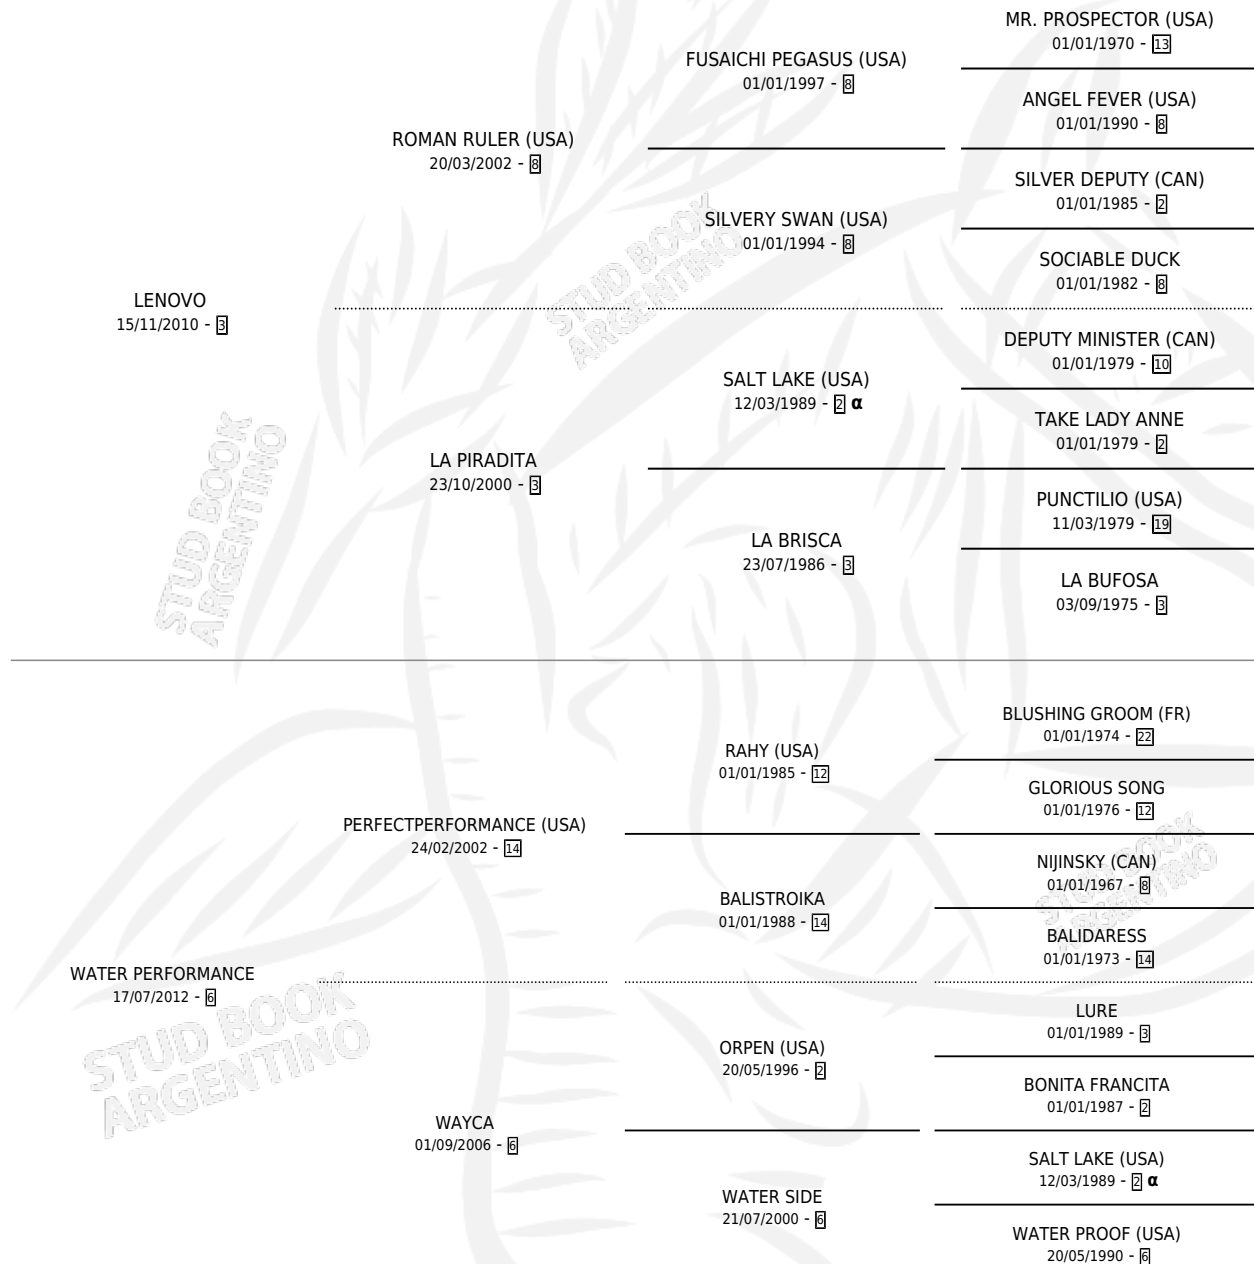 MR. PROSPECTOR (USA)
01/01/1970 - 13
FUSAICHI PEGASUS (USA)
01/01/1997 - 8
ANGEL FEVER (USA)
01/01/1990 - 8
ROMAN RULER (USA)
20/03/2002 - 8
SILVER DEPUTY (CAN)
01/01/1985 - 2
SILVERY SWAN (USA)
01/01/1994 - 8
SOCIABLE DUCK
01/01/1982 - 8
LENOVO
15/11/2010 - 3
DEPUTY MINISTER (CAN)
01/01/1979 - 10
SALT LAKE (USA)
12/03/1989 - 2 α
TAKE LADY ANNE
01/01/1979 - 2
LA PIRADITA
23/10/2000 - 3
PUNCTILIO (USA)
11/03/1979 - 19
LA BRISCA
23/07/1986 - 3
LA BUFOSA
03/09/1975 - 3
BLUSHING GROOM (FR)
01/01/1974 - 22
RAHY (USA)
01/01/1985 - 12
GLORIOUS SONG
01/01/1976 - 12
PERFECTPERFORMANCE (USA)
24/02/2002 - 14
NIJINSKY (CAN)
01/01/1967 - 8
BALISTROIKA
01/01/1988 - 14
BALIDARESS
01/01/1973 - 14
WATER PERFORMANCE
17/07/2012 - 6
LURE
01/01/1989 - 3
ORPEN (USA)
20/05/1996 - 2
BONITA FRANCITA
01/01/1987 - 2
WAYCA
01/09/2006 - 6
SALT LAKE (USA)
12/03/1989 - 2 α
WATER SIDE
21/07/2000 - 6
WATER PROOF (USA)
20/05/1990 - 6
STUD BOOK
ARGENTINO
STUD BOOK
ARGENTINO
STUD BOOK
ARGENTINO
STUD BOOK
ARGENTINO